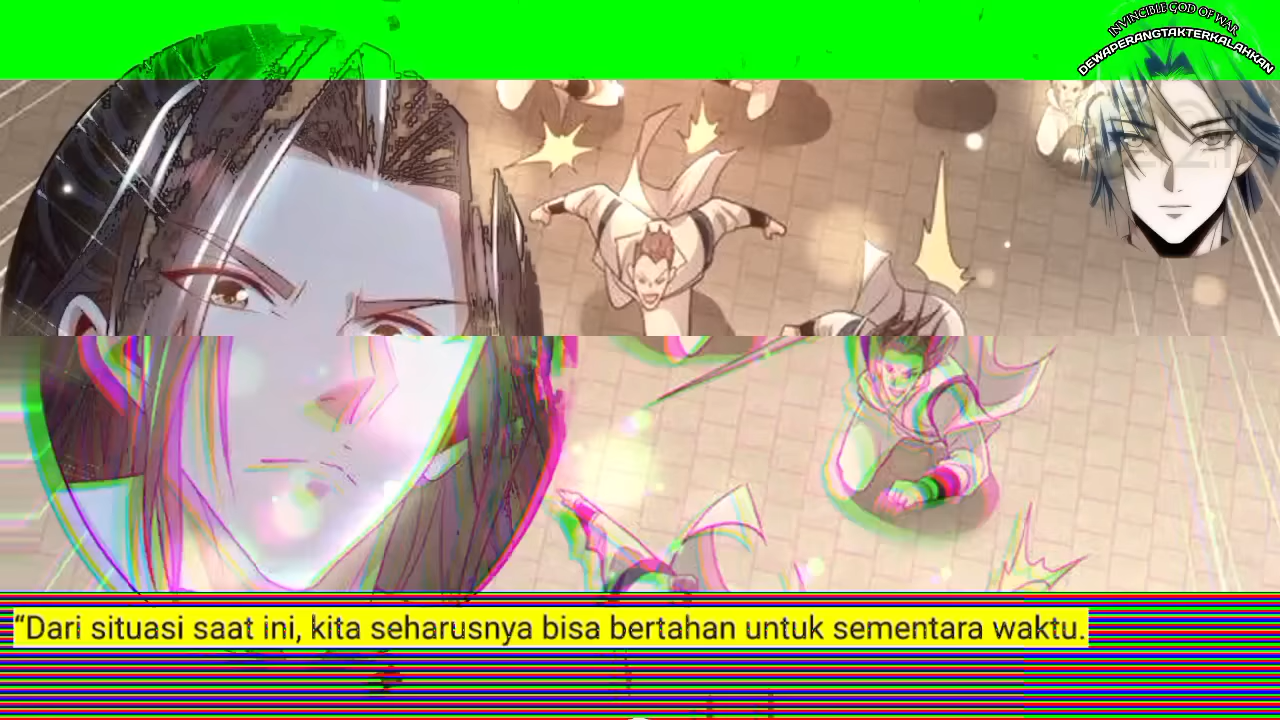 INVINCIBLE GOD OF WAR
DEWAPERANGTAKTERKALAHKAN
“Dari situasi saat ini, kita seharusnya bisa bertahan untuk sementara waktu.